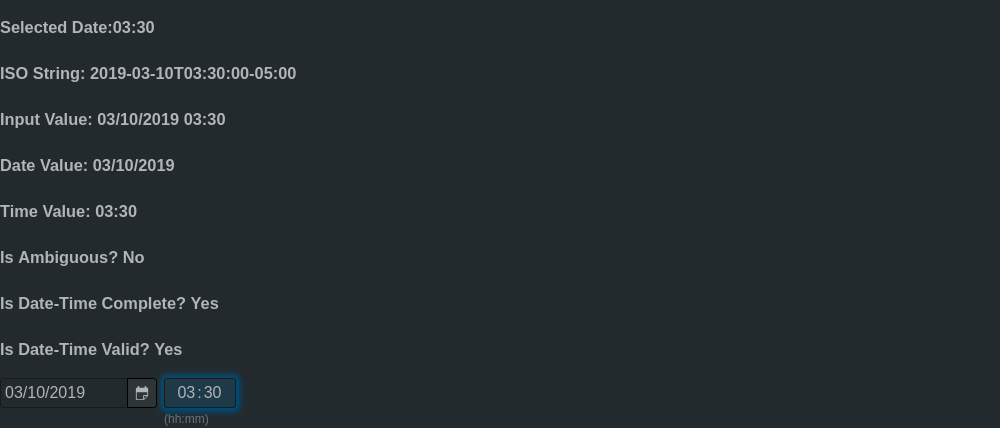 Selected Date:03:30
ISO String: 2019-03-10T03:30:00-05:00
Input Value: 03/10/2019 03:30
Date Value: 03/10/2019
Time Value: 03:30
Is Ambiguous? No
Is Date-Time Complete? Yes
Is Date-Time Valid? Yes
03/10/2019 03:30
(hh:mm)